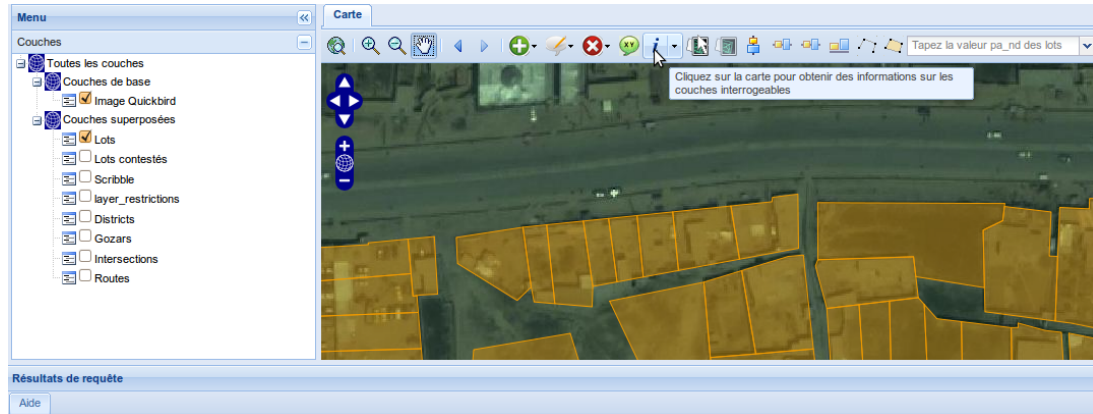 Menu
Carte
Couches
Toutes les couches
Couches de base
Image Quickbird
Couches superposées
Lots
Lots contestés
Scribble
layer_restrictions
Districts
Gozars
Intersections
Routes
XY
i
Tapez la valeur pa_nd des lots
Cliquez sur la carte pour obtenir des informations sur les
couches interrogeables
Résultats de requête
Aide